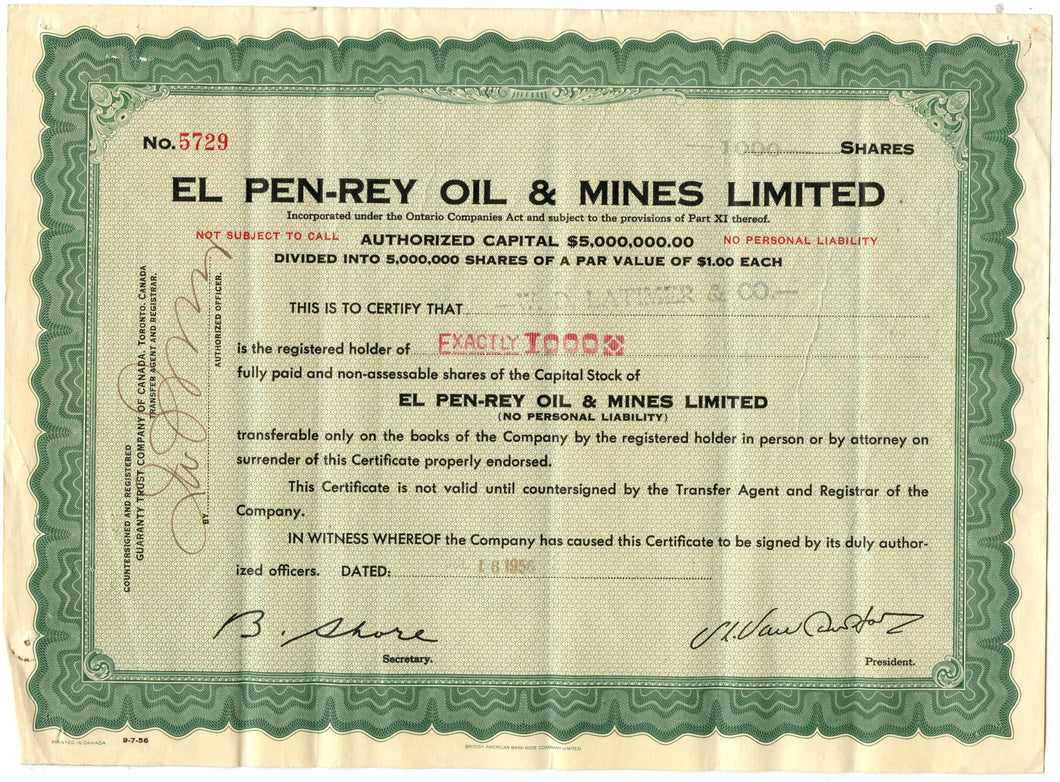 No. 5729
1000 SHARES
EL PEN-REY OIL & MINES LIMITED
Incorporated under the Ontario Companies Act and subject to the provisions of Part XI thereof.
NOT SUBJECT TO CALL AUTHORIZED CAPITAL $5,000,000.00 NO PERSONAL LIABILITY
DIVIDED INTO 5,000,000 SHARES OF A PAR VALUE OF $1.00 EACH
THIS IS TO CERTIFY THAT —W. D. LATIMER & CO.—
is the registered holder of EXACTLY 1000
fully paid and non-assessable shares of the Capital Stock of
EL PEN-REY OIL & MINES LIMITED
(NO PERSONAL LIABILITY)
transferable only on the books of the Company by the registered holder in person or by attorney on
surrender of this Certificate properly endorsed.
This Certificate is not valid until countersigned by the Transfer Agent and Registrar of the
Company.
IN WITNESS WHEREOF the Company has caused this Certificate to be signed by its duly author-
ized officers. DATED: 16 1956
B. Shore
Secretary.
President.
COUNTERSIGNED AND REGISTERED
GUARANTY TRUST COMPANY OF CANADA, TORONTO, CANADA
TRANSFER AGENT AND REGISTRAR.
BY
AUTHORIZED OFFICER.
PRINTED IN CANADA 9-7-56
BRITISH AMERICAN BANK NOTE COMPANY LIMITED